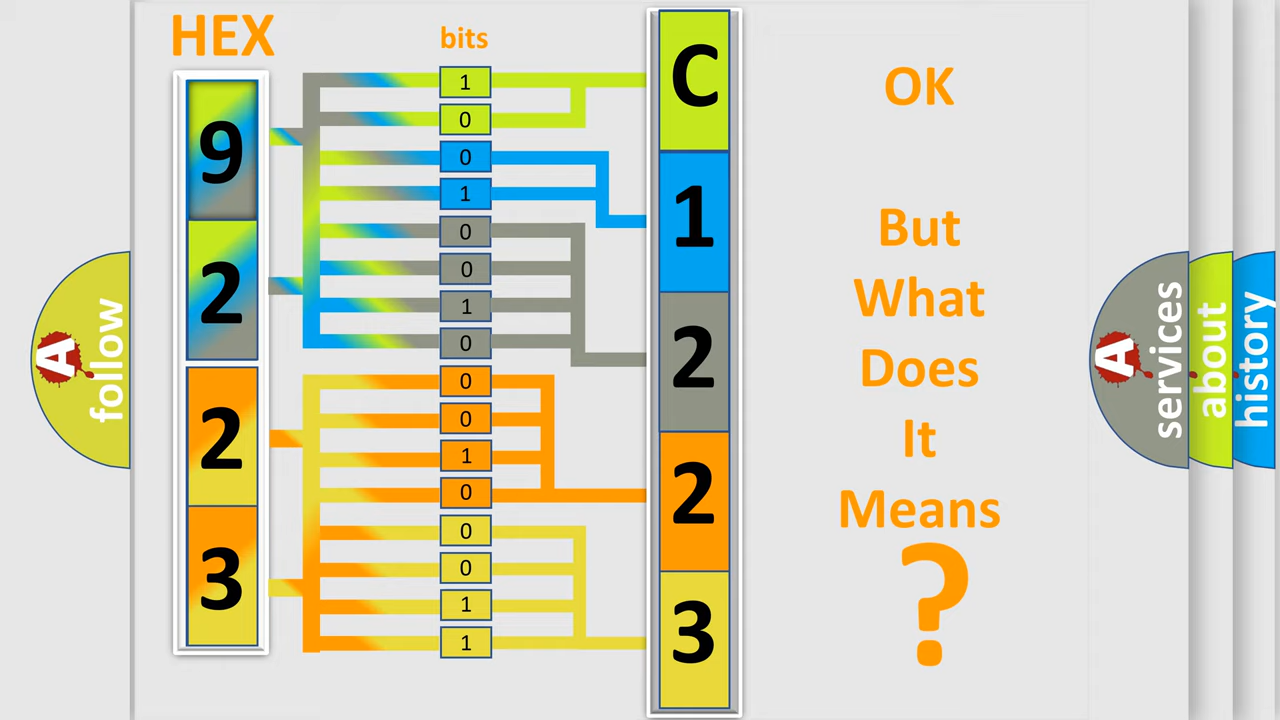 HEX
bits
9
2
2
3
1
0
0
1
0
0
1
0
0
0
1
0
0
0
1
1
C
1
2
2
3
OK
But
What
Does
It
Means
?
A
follow
A
services
about
history